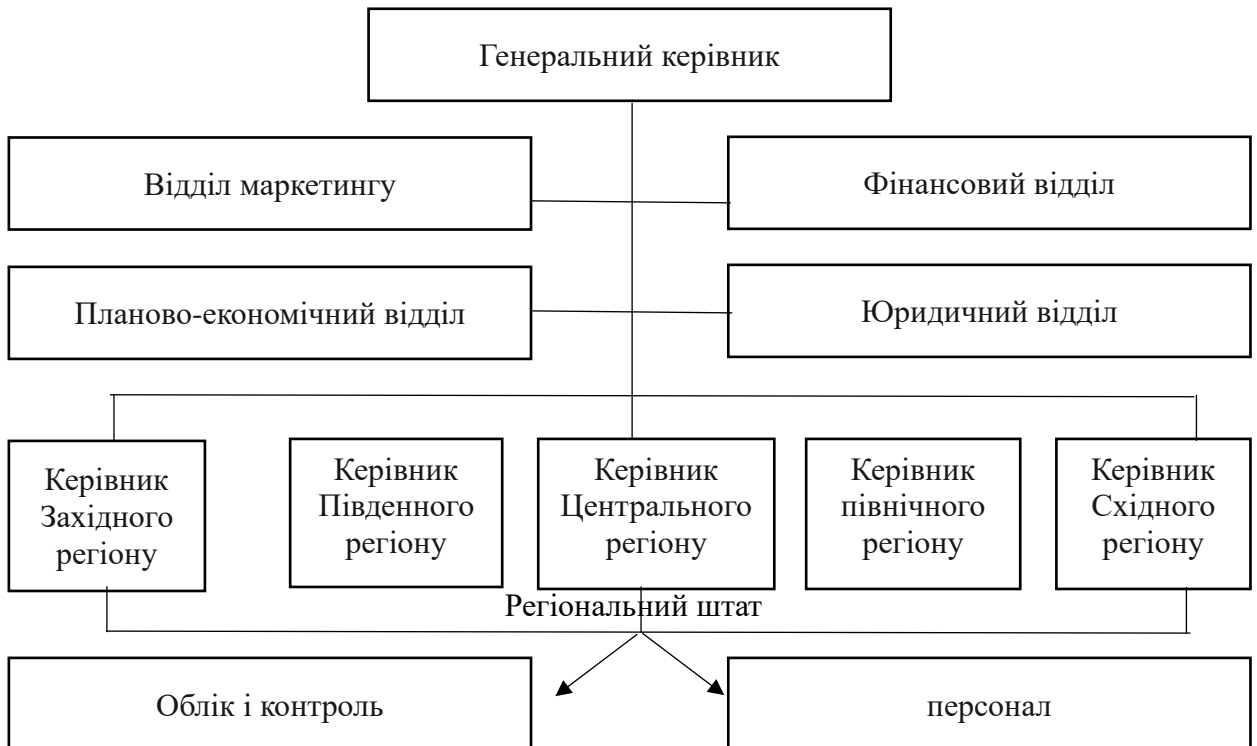 Генеральний керівник
Відділ маркетингу
Фінансовий відділ
Планово-економічний відділ
Юридичний відділ
Керівник
Західного
регіону
Керівник
Південного
регіону
Керівник
Центрального
регіону
Керівник
північного
регіону
Керівник
Східного
регіону
Регіональний штат
Облік і контроль
персонал